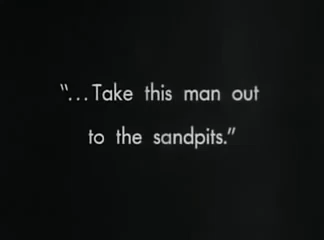 “...Take this man out
to the sandpits.”